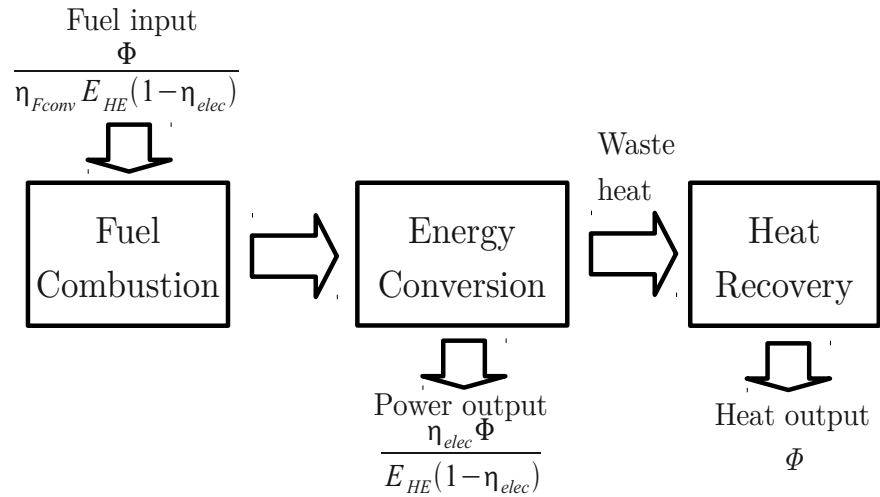 Fuel input
Φ
η_Fconv E_HE(1−η_elec)
Fuel
Combustion
Energy
Conversion
Waste
heat
Heat
Recovery
Power output
η_elec Φ
E_HE(1−η_elec)
Heat output
Φ